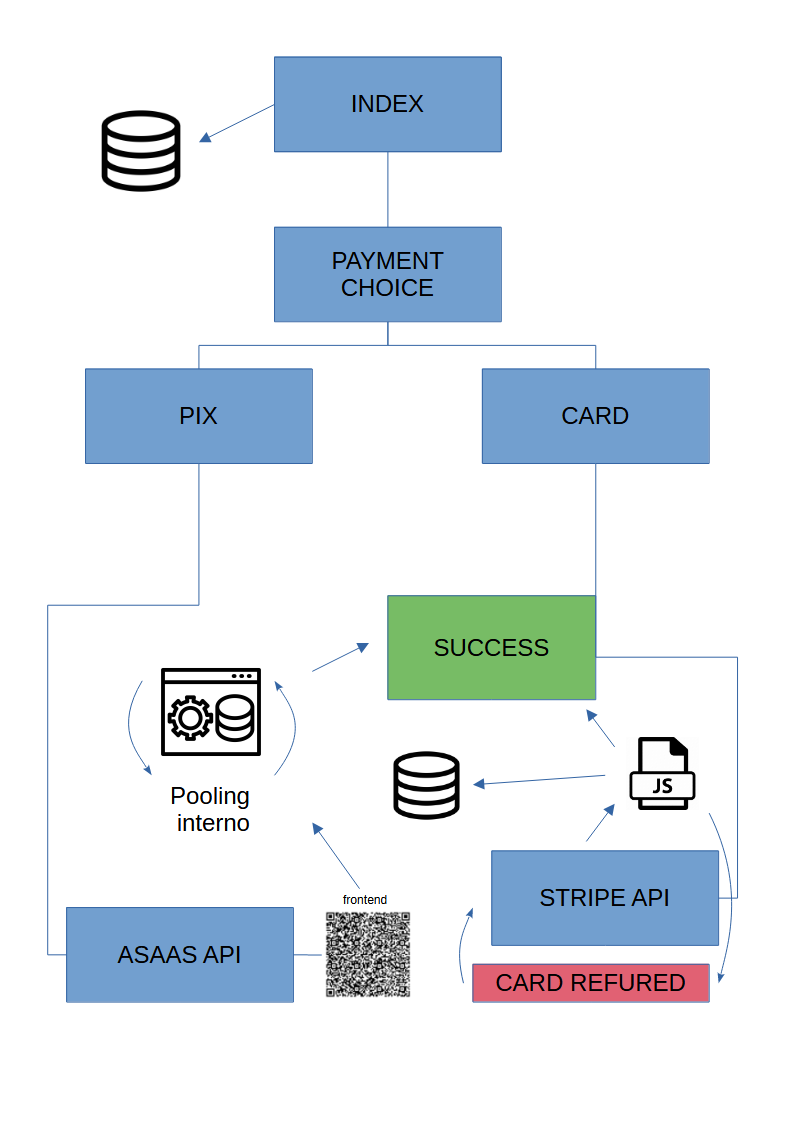 INDEX
PAYMENT
CHOICE
PIX
CARD
SUCCESS
Pooling
interno
JS
frontend
STRIPE API
ASAAS API
CARD REFURED